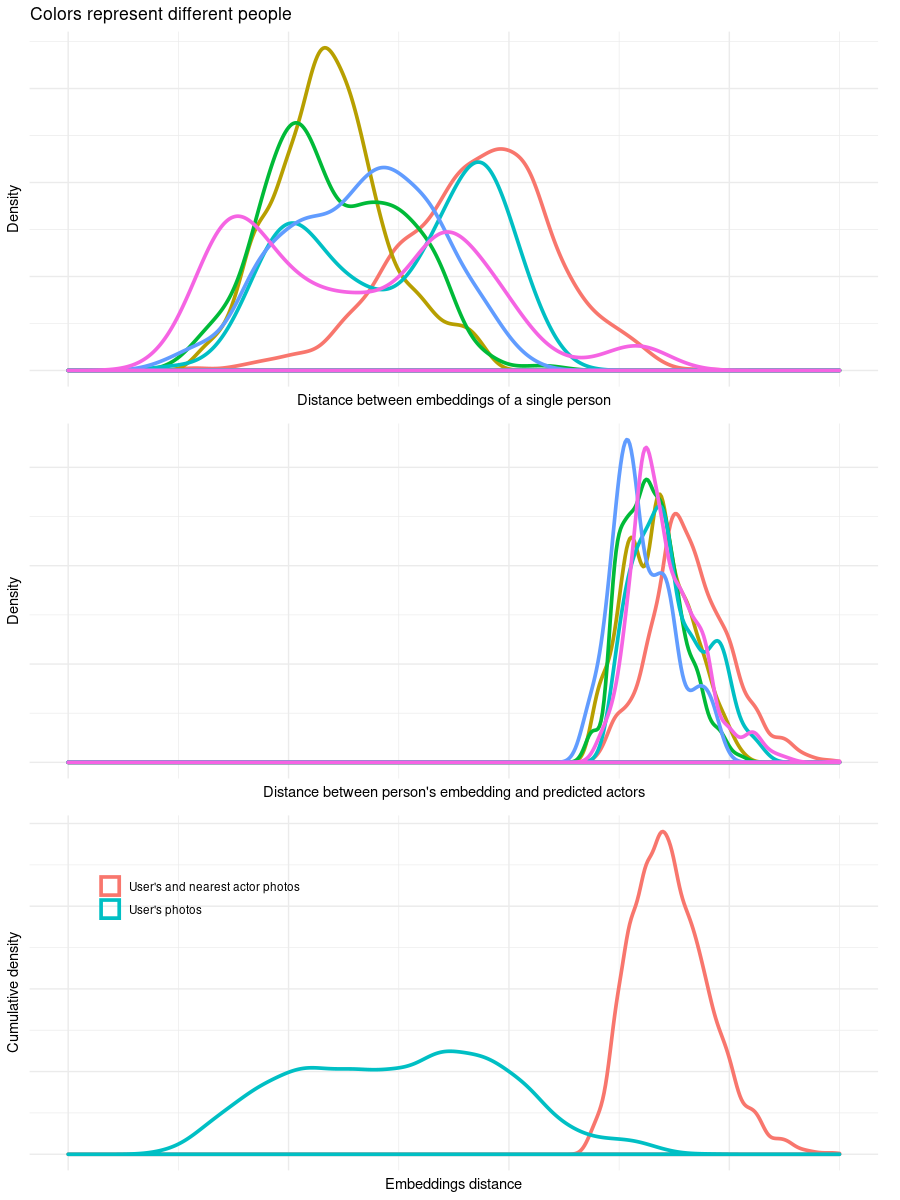 Colors represent different people
Density
Distance between embeddings of a single person
Density
Distance between person's embedding and predicted actors
User's and nearest actor photos
User's photos
Cumulative density
Embeddings distance